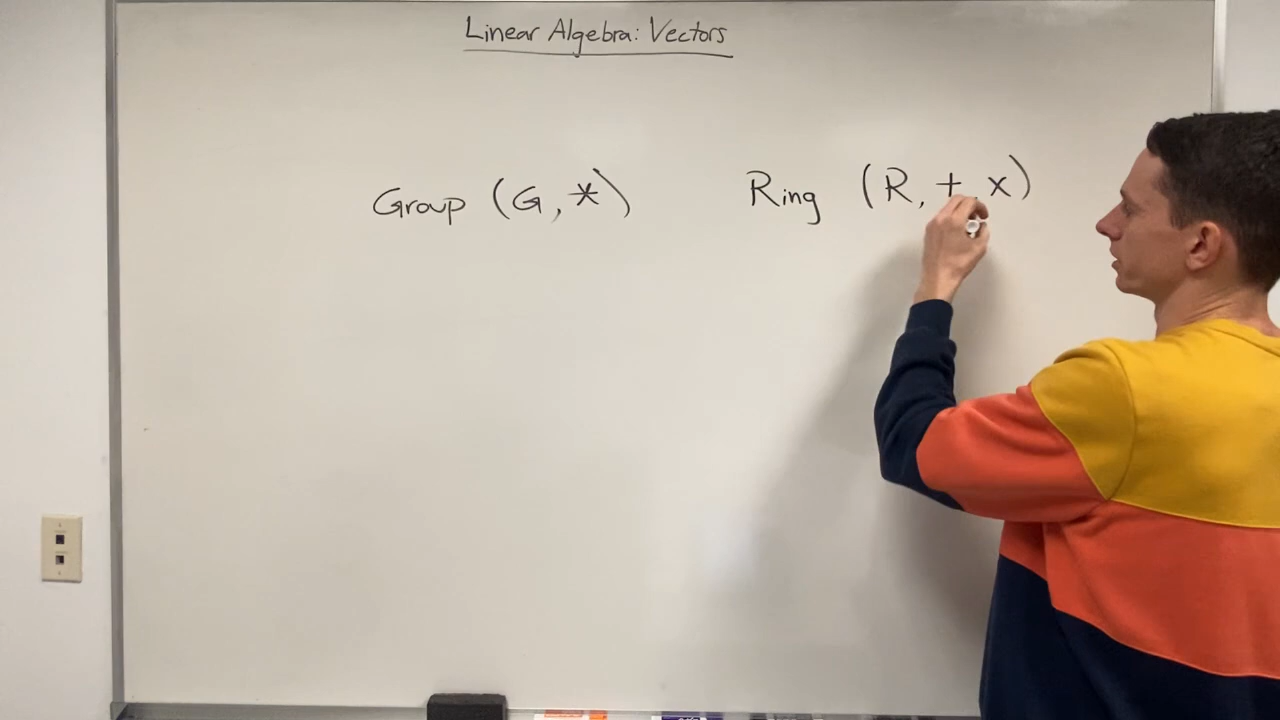 Linear Algebra: Vectors
Group (G, *)
Ring (R, +, x)